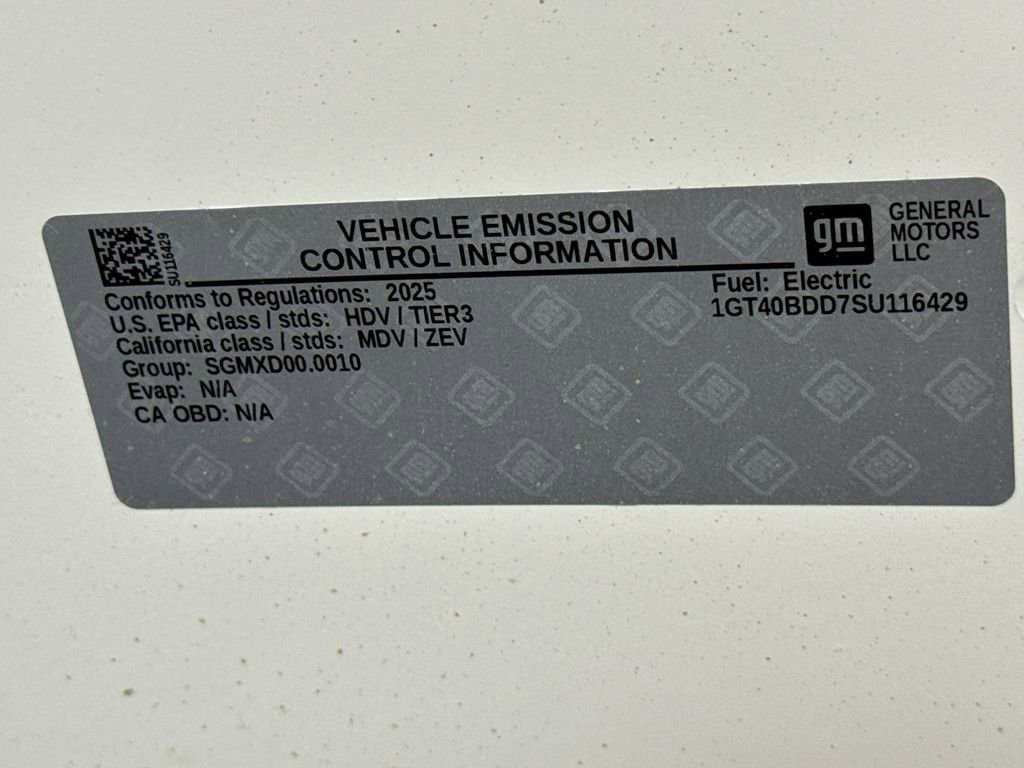 VEHICLE EMISSION
CONTROL INFORMATION
gm
GENERAL
MOTORS
LLC
SU116429
Conforms to Regulations: 2025
U.S. EPA class / stds: HDV / TIER3
California class / stds: MDV / ZEV
Group: SGMXD00.0010
Evap: N/A
CA OBD: N/A
Fuel: Electric
1GT40BDD7SU116429